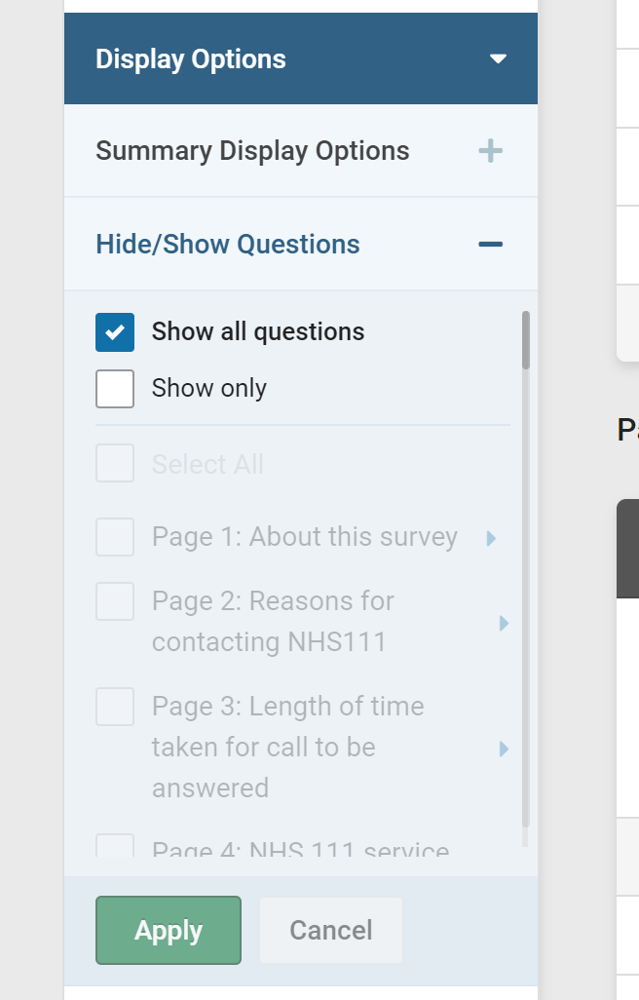 Display Options
Summary Display Options
Hide/Show Questions
Show all questions
Show only
Select All
Page 1: About this survey
Page 2: Reasons for
contacting NHS111
Page 3: Length of time
taken for call to be
answered
Page 4: NHS 111 service
Apply
Cancel